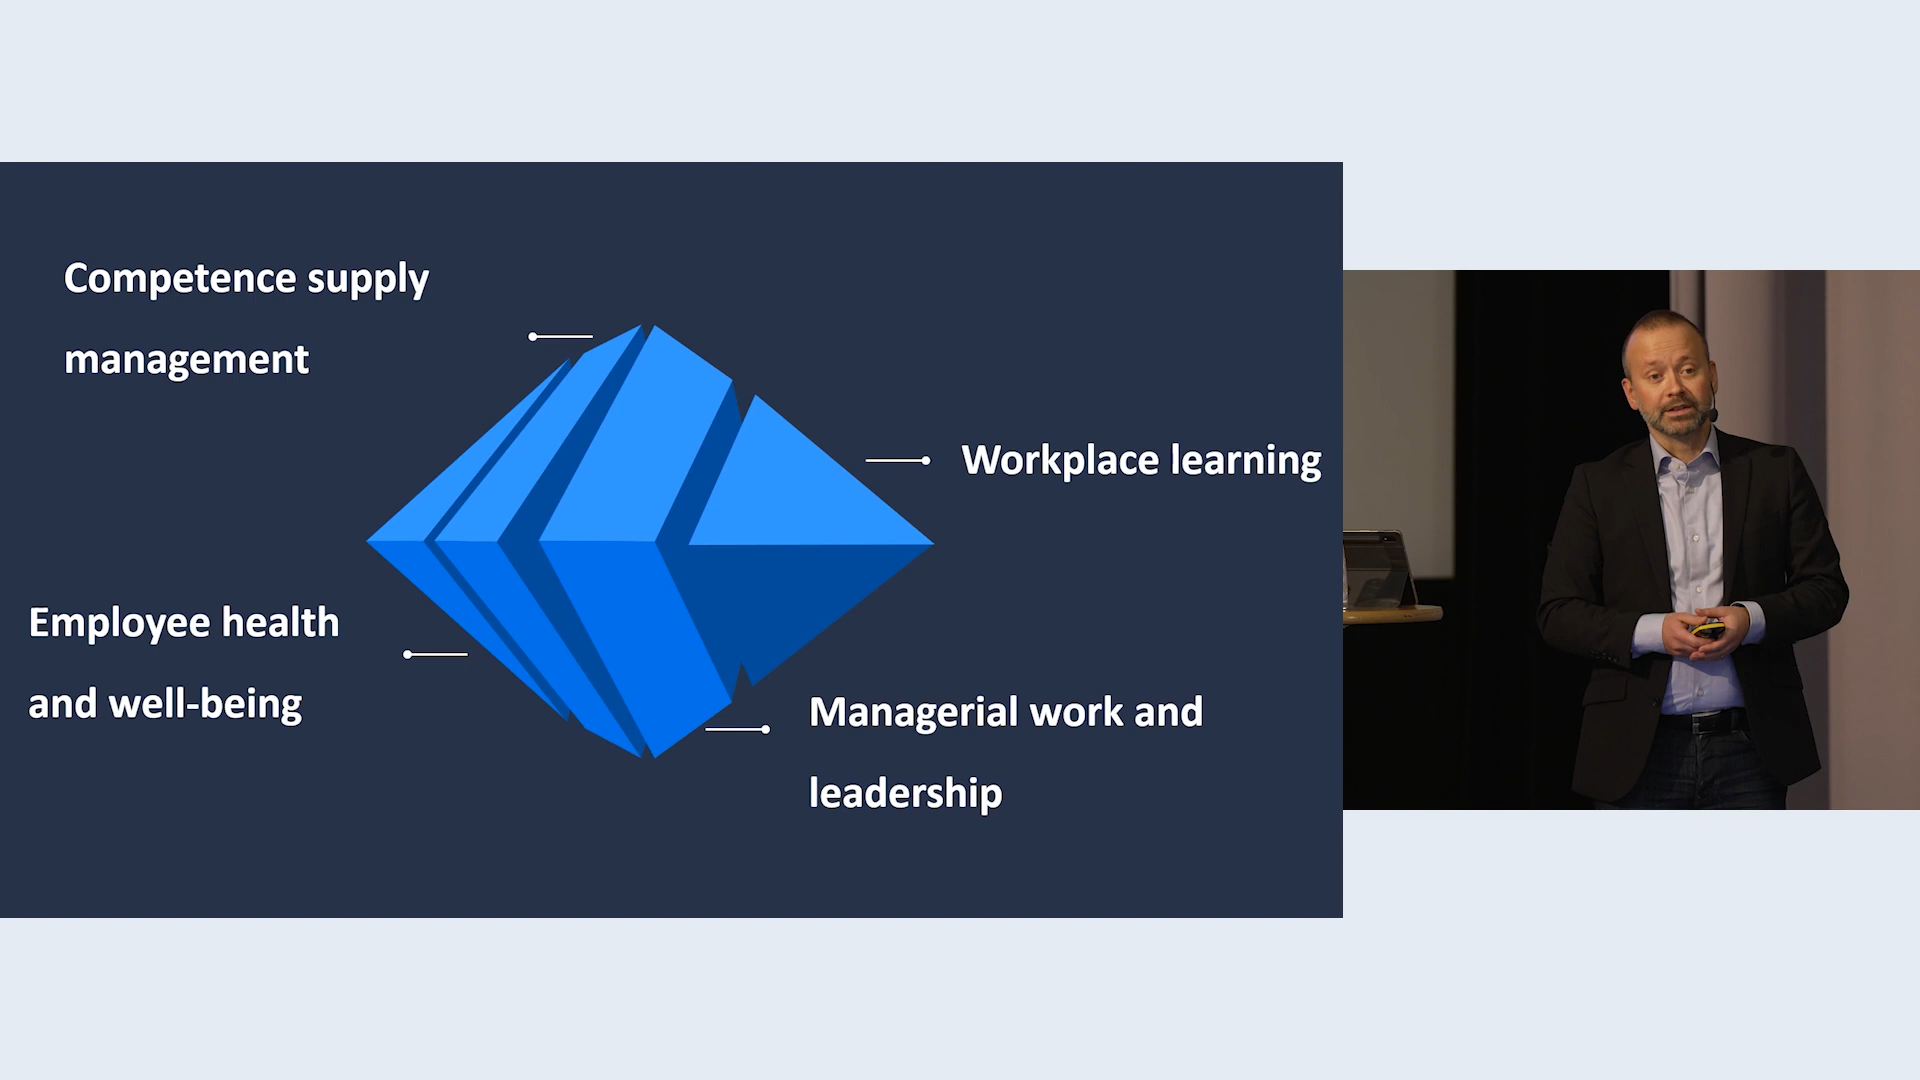 Competence supply
management
Workplace learning
Employee health
and well-being
Managerial work and
leadership